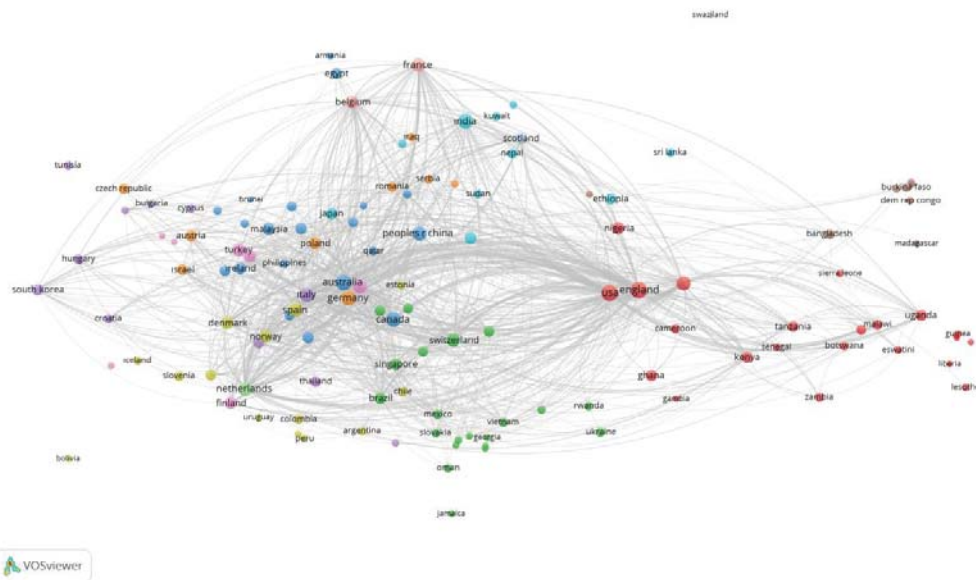 swaziland
armania
egypt
france
belgium
india
kuwait
scotland
iraq
nepal
sri lanka
tunisia
czech republic
romania
serbia
sudan
ethiopia
burkina faso
dem rep congo
bulgaria
cyprus
brunei
japan
malaysia
peoples r china
nigeria
bangladesh
madagascar
austria
turkey
poland
qatar
hungary
israel
ireland
philippines
sierra leone
south korea
australia
estonia
italy
germany
usa
england
spain
canada
croatia
denmark
norway
switzerland
cameroon
tanzania
malawi
uganda
senegal
botswana
eswatini
guinea
kenya
iceland
slovenia
singapore
ghana
liberia
netherlands
thailand
chile
brazil
gambia
zambia
lesoth
finland
rwanda
uruguay
colombia
mexico
vietnam
peru
argentina
slovakia
georgia
ukraine
bolivia
oman
jamaica
VOSviewer